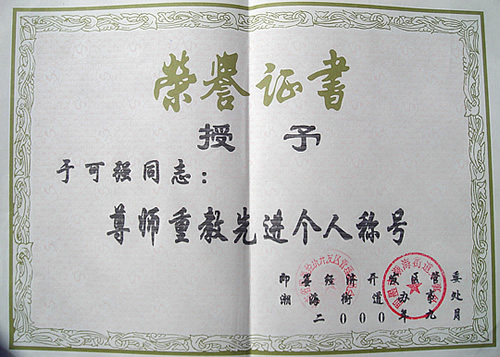 荣誉证书
授予
于可强同志：
尊师重教先进个人称号
即墨经济开发区管委
潮海街道办事处
二000年九月